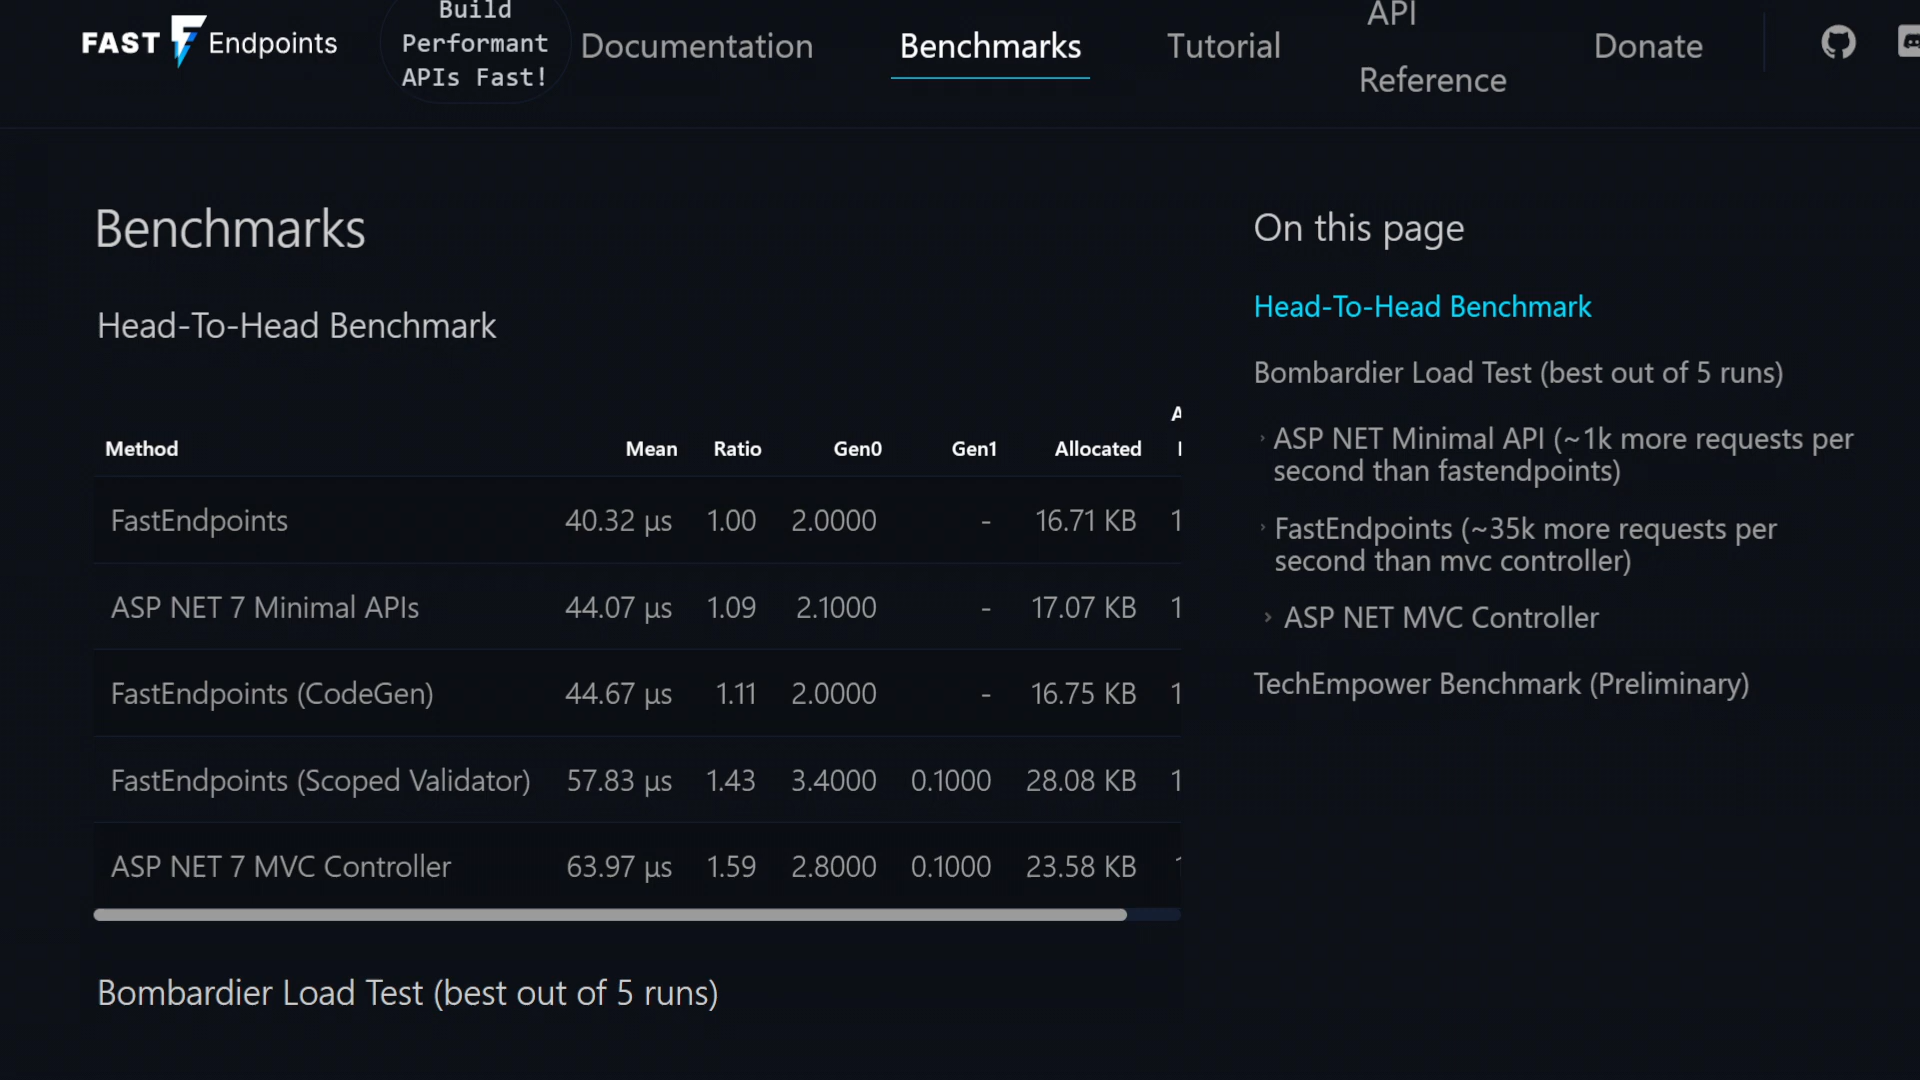 FAST Endpoints
Build
Performant
APIs Fast!
Documentation
Benchmarks
Tutorial
API
Reference
Donate
Benchmarks
Head-To-Head Benchmark
Method Mean Ratio Gen0 Gen1 Allocated
FastEndpoints 40.32 μs 1.00 2.0000 - 16.71 KB
ASP NET 7 Minimal APIs 44.07 μs 1.09 2.1000 - 17.07 KB
FastEndpoints (CodeGen) 44.67 μs 1.11 2.0000 - 16.75 KB
FastEndpoints (Scoped Validator) 57.83 μs 1.43 3.4000 0.1000 28.08 KB
ASP NET 7 MVC Controller 63.97 μs 1.59 2.8000 0.1000 23.58 KB
Bombardier Load Test (best out of 5 runs)
On this page
Head-To-Head Benchmark
Bombardier Load Test (best out of 5 runs)
ASP NET Minimal API (~1k more requests per
second than fastendpoints)
FastEndpoints (~35k more requests per
second than mvc controller)
ASP NET MVC Controller
TechEmpower Benchmark (Preliminary)